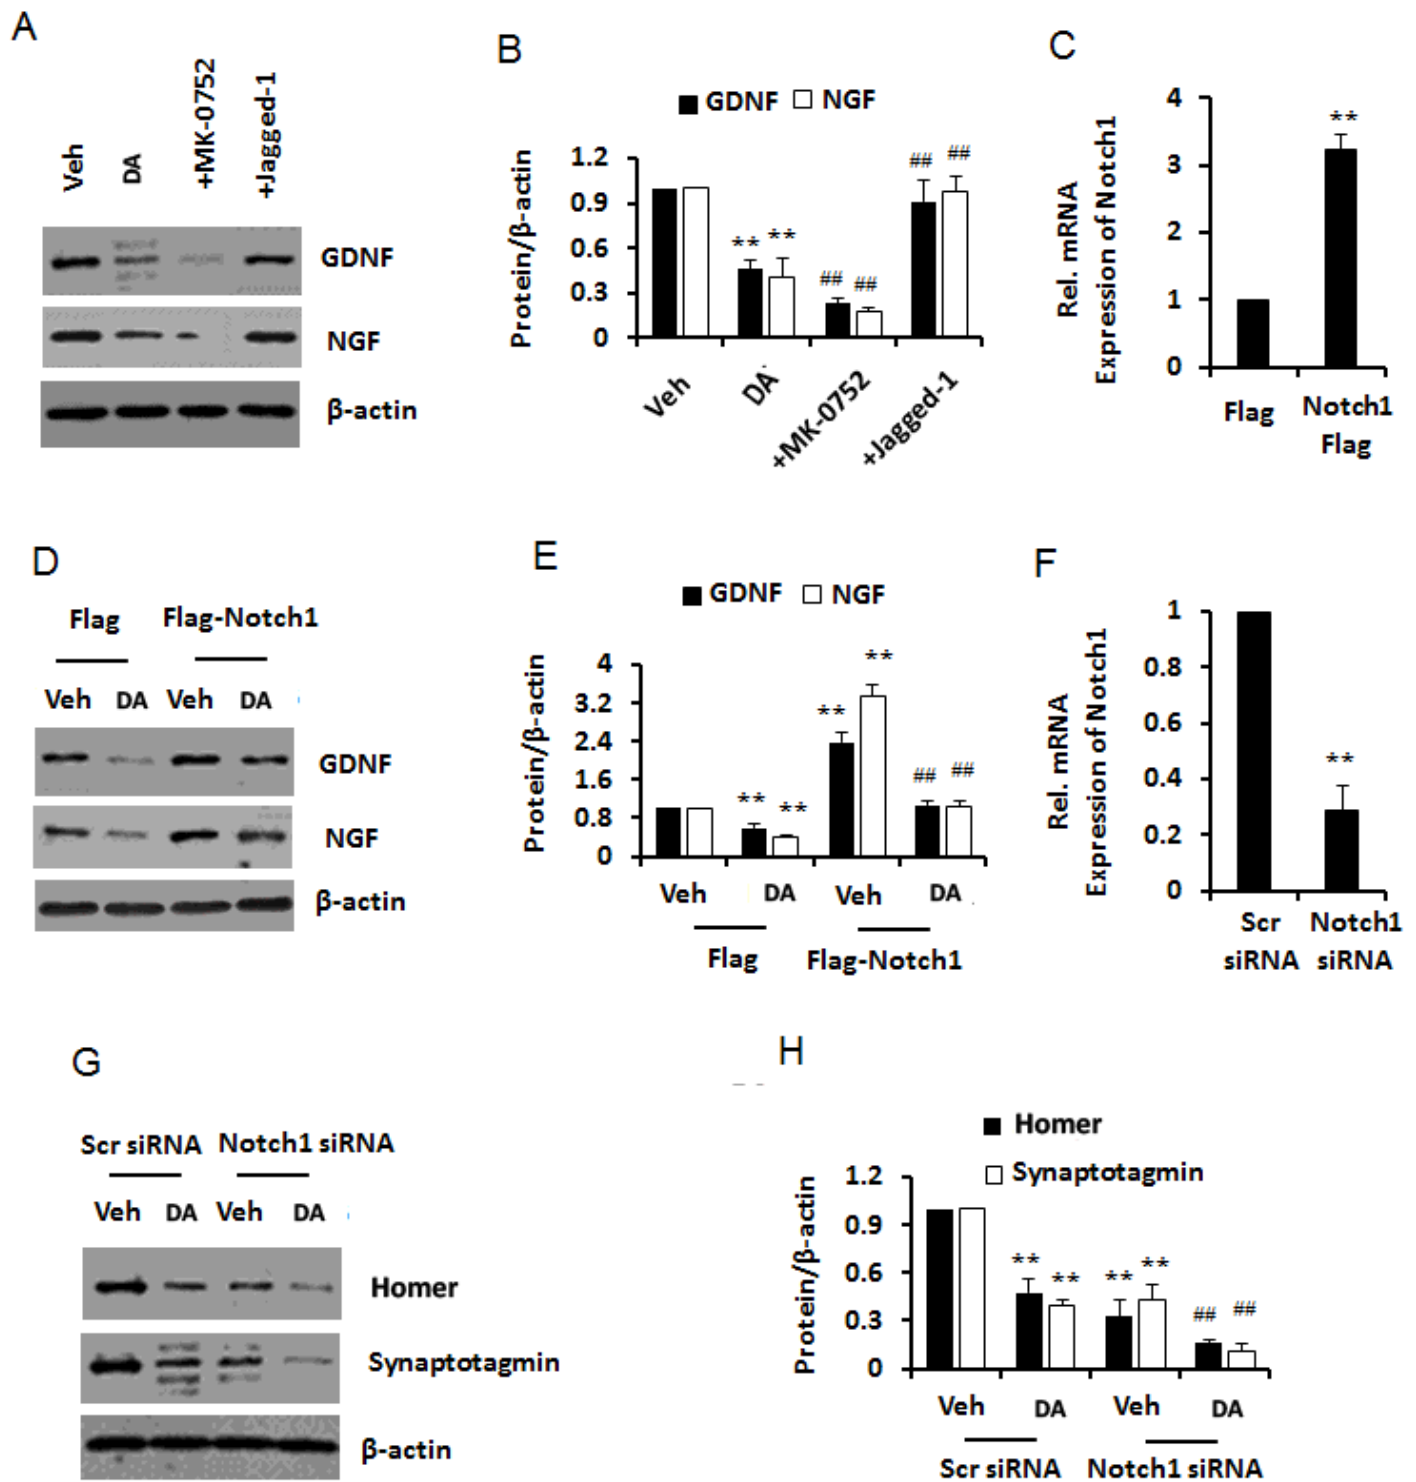 A
Veh
DA
+MK-0752
+Jagged-1
GDNF
NGF
β-actin
B
GDNF NGF
Protein/β-actin
1.2
0.9
0.6
0.3
0
** **
## ##
## ##
Veh
DA
+MK-0752
+Jagged-1
C
Rel. mRNA
Expression of Notch1
4
3
2
1
0
**
Flag
Notch1
Flag
D
Flag Flag-Notch1
Veh DA Veh DA
GDNF
NGF
β-actin
E
GDNF NGF
Protein/β-actin
4
3.2
2.4
1.6
0.8
0
** **
** **
## ##
Veh DA Veh DA
Flag Flag-Notch1
F
Rel. mRNA
Expression of Notch1
1
0.8
0.6
0.4
0.2
0
**
Scr
siRNA
Notch1
siRNA
G
Scr siRNA Notch1 siRNA
Veh DA Veh DA
Homer
Synaptotagmin
β-actin
H
Homer
Synaptotagmin
Protein/β-actin
1.2
0.9
0.6
0.3
0
** **
** **
## ##
Veh DA Veh DA
Scr siRNA Notch1 siRNA